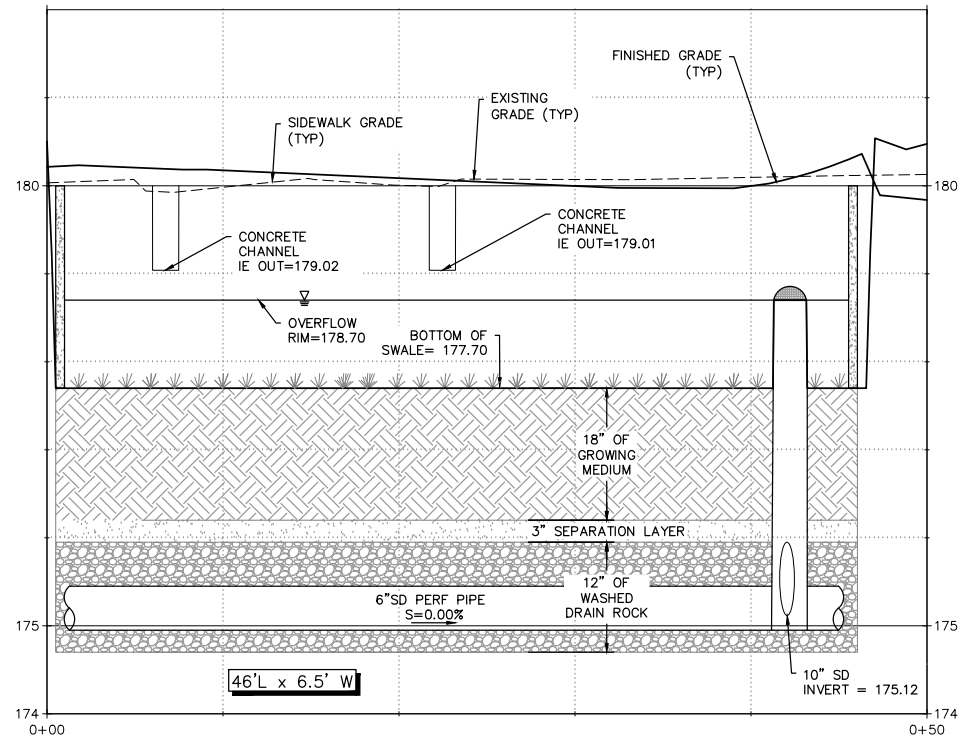 FINISHED GRADE
(TYP)
EXISTING
GRADE (TYP)
SIDEWALK GRADE
(TYP)
180
180
CONCRETE
CHANNEL
IE OUT=179.02
CONCRETE
CHANNEL
IE OUT=179.01
OVERFLOW
RIM=178.70
BOTTOM OF
SWALE= 177.70
18" OF
GROWING
MEDIUM
3" SEPARATION LAYER
12" OF
WASHED
DRAIN ROCK
6"SD PERF PIPE
S=0.00%
175
175
46'L x 6.5' W
10" SD
INVERT = 175.12
174
174
0+00
0+50